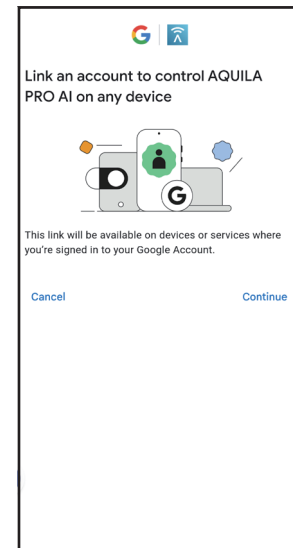 Link an account to control AQUILA
PRO AI on any device
This link will be available on devices or services where
you're signed in to your Google Account.
Cancel
Continue